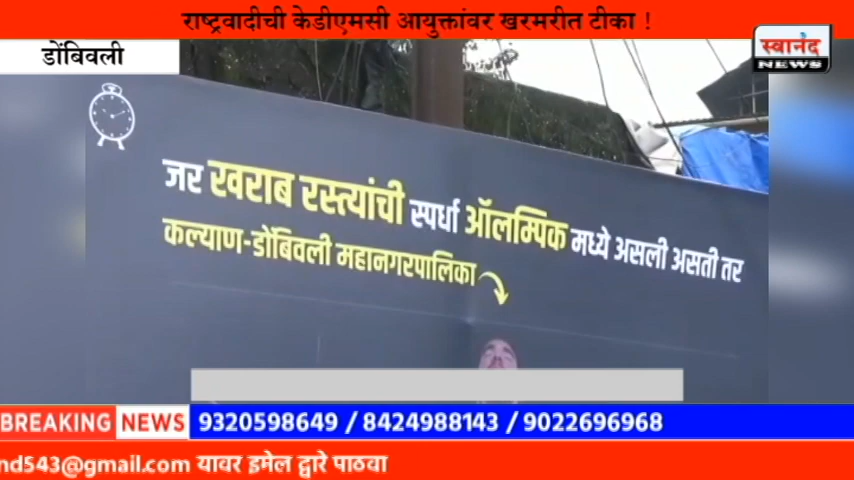 राष्ट्रवादीची केडीएमसी आयुक्तांवर खरमरीत टीका !
डोंबिवली
स्वानंद
NEWS
जर खराब रस्त्यांची स्पर्धा ऑलम्पिक मध्ये असली असती तर
कल्याण-डोंबिवली महानगरपालिका
BREAKING NEWS
9320598649 / 8424988143 / 9022696968
nd543@gmail.com यावर इमेल द्वारे पाठवा